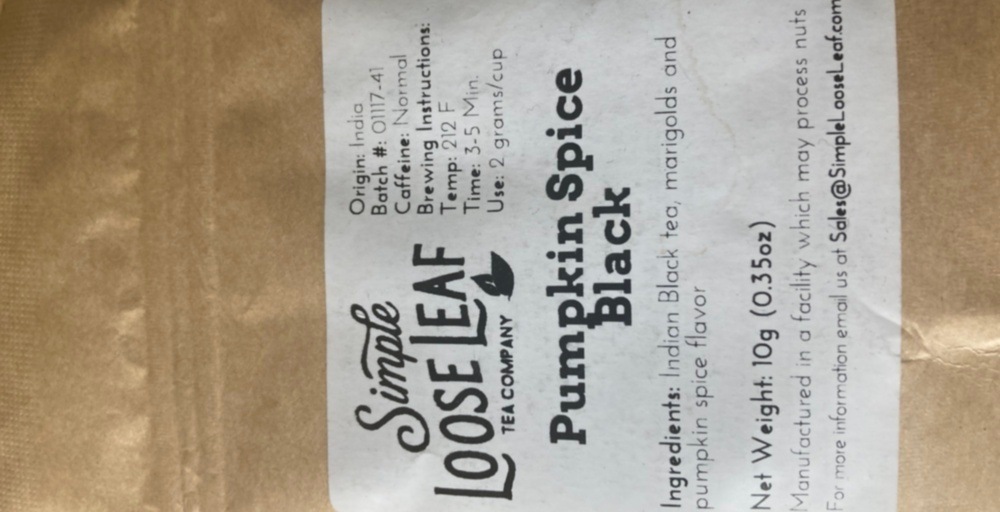 Simple
LOOSE LEAF
TEA COMPANY
Origin: India
Batch #: 01117-41
Caffeine: Normal
Brewing Instructions:
Temp: 212 F
Time: 3-5 Min.
Use: 2 grams/cup
Pumpkin Spice
Black
Ingredients: Indian Black tea, marigolds and
pumpkin spice flavor
Net Weight: 10g (0.35oz)
Manufactured in a facility which may process nuts
For more information email us at Sales@SimpleLooseLeaf.com